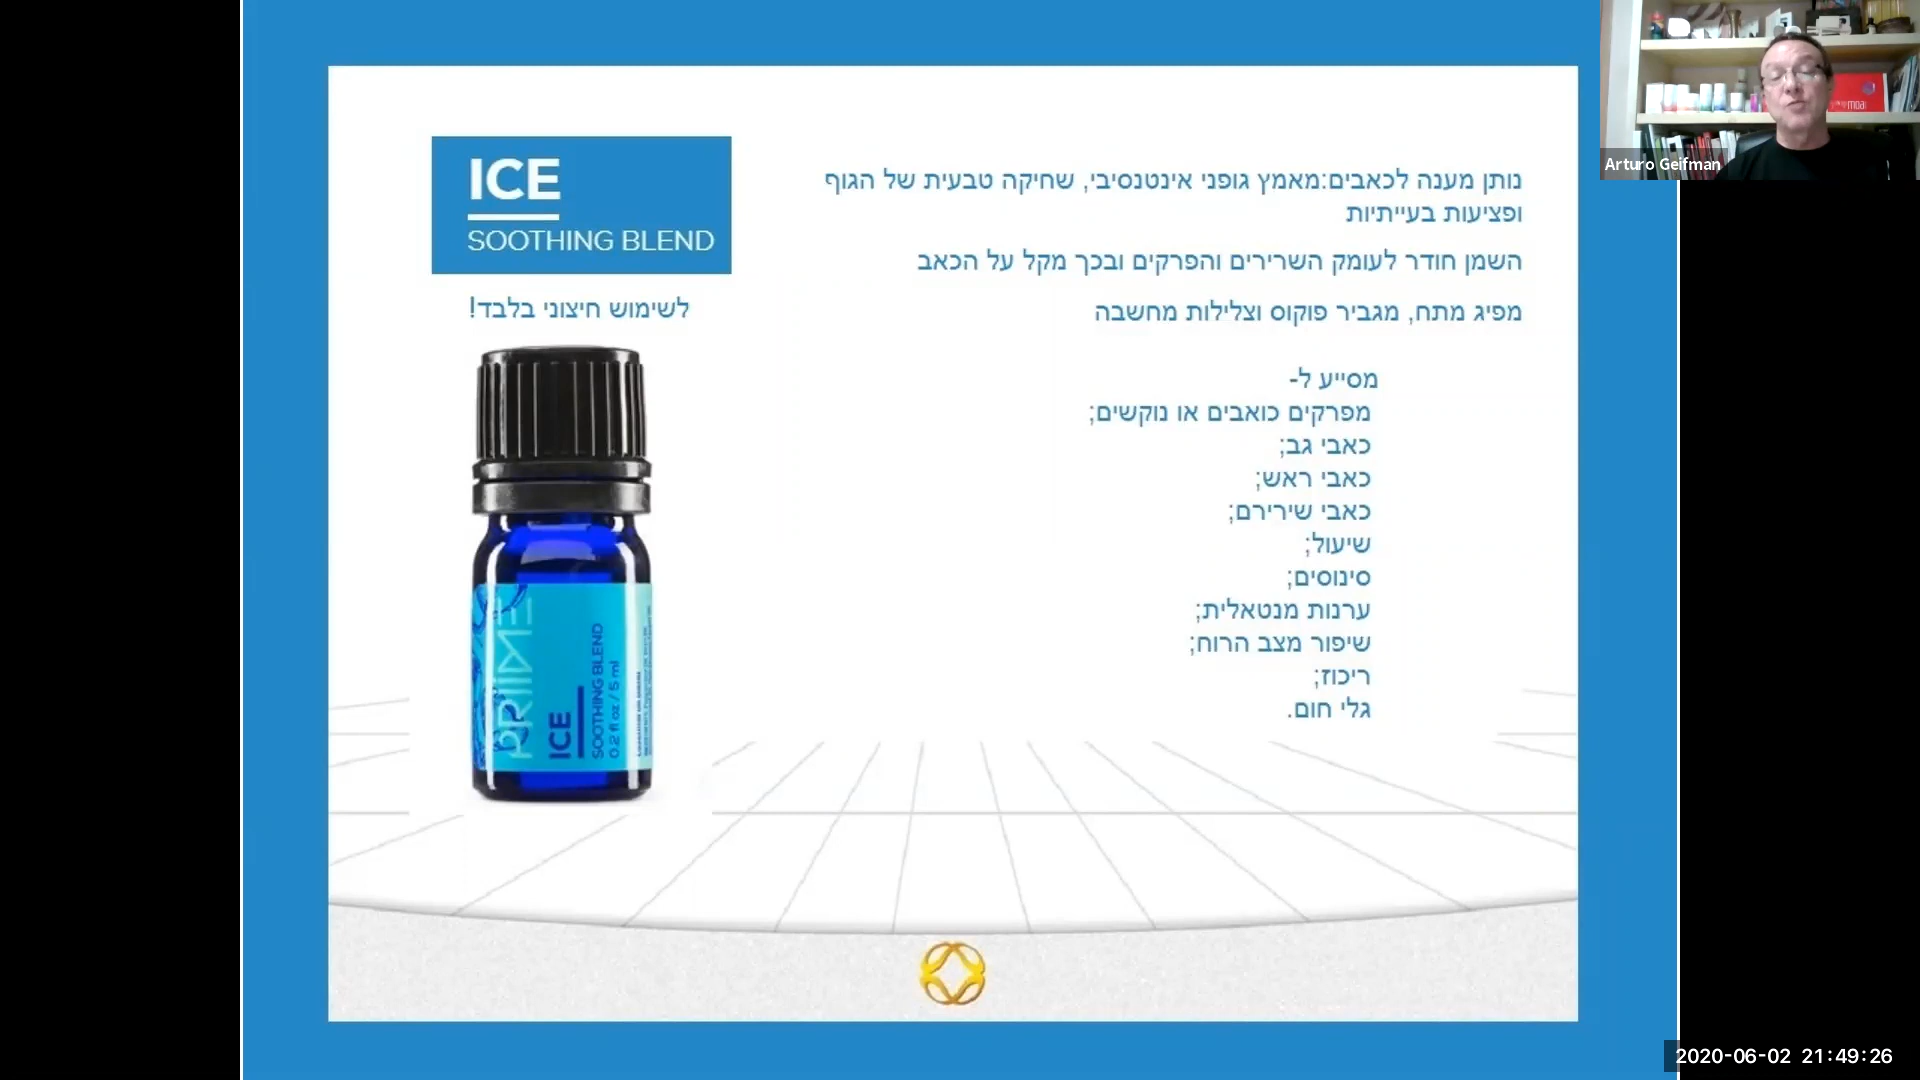 ICE
SOOTHING BLEND
לשימוש חיצוני בלבד!
נותן מענה לכאבים:מאמץ גופני אינטנסיבי, שחיקה טבעית של הגוף
ופציעות בעייתיות
השמן חודר לעומק השרירים והפרקים ובכך מקל על הכאב
מפיג מתח, מגביר פוקוס וצלילות מחשבה
מסייע ל-
מפרקים כואבים או נוקשים;
כאבי גב;
כאבי ראש;
כאבי שירירם;
שיעול;
סינוסים;
ערנות מנטאלית;
שיפור מצב הרוח;
ריכוז;
גלי חום.
PRIIME
ICE
SOOTHING BLEND
0.2 fl oz / 5 ml
Arturo Geifman
2020-06-02 21:49:26